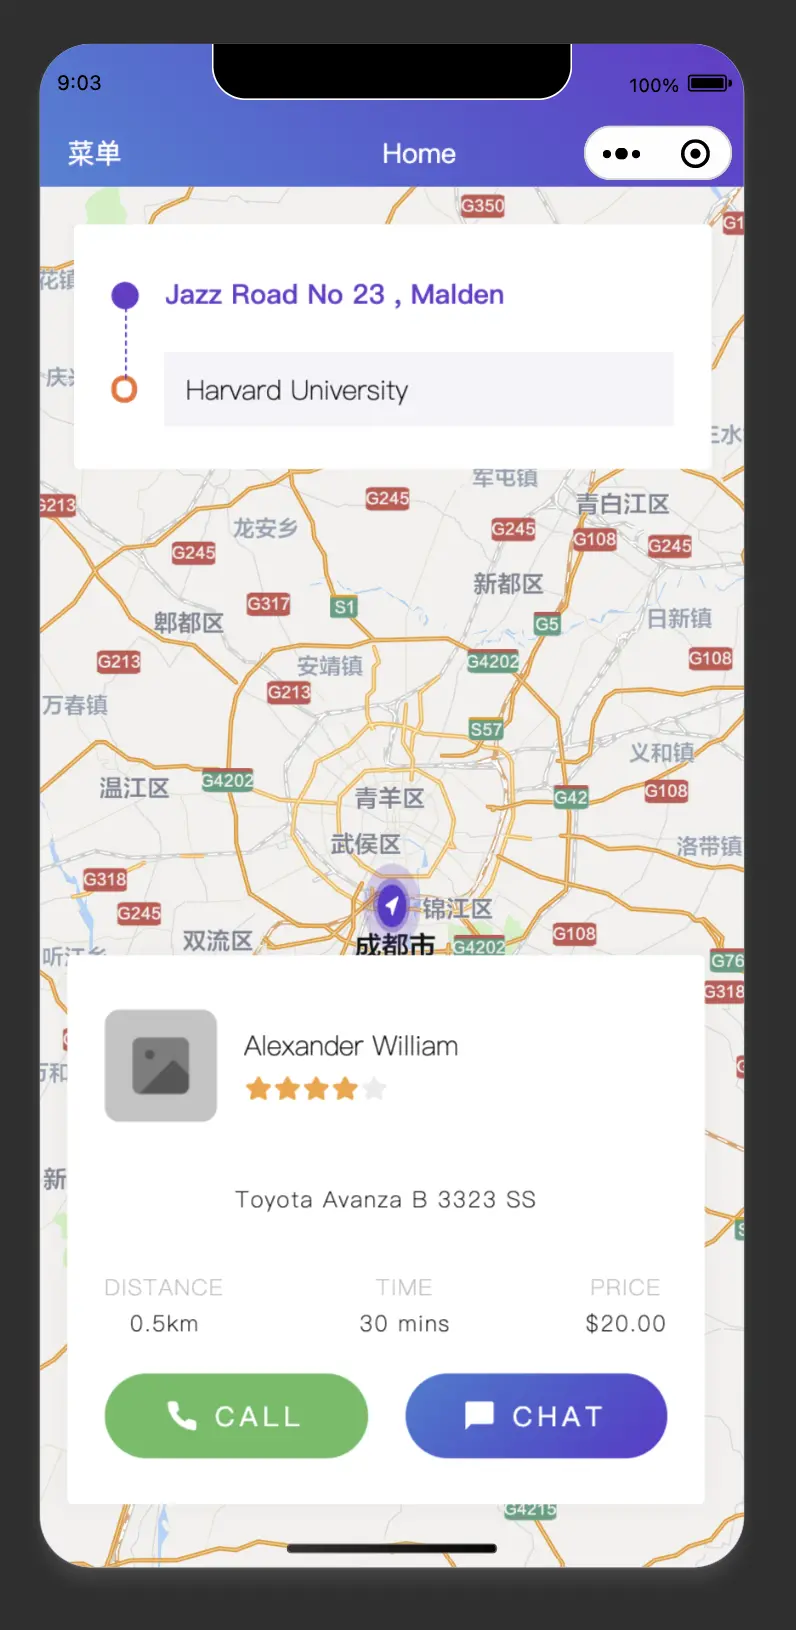 9:03
100%
菜单
Home
G350
G1
花镇
Jazz Road No 23 , Malden
庆兴
Harvard University
三水
军屯镇
G213
G245
青白江区
龙安乡
G245
G108
G245
G245
新都区
G317
S1
郫都区
G5
日新镇
G213
安靖镇
G4202
G108
G213
万春镇
S57
义和镇
温江区
G4202
青羊区
G42
G108
武侯区
洛带镇
G318
G245
锦江区
双流区
成都市
G4202
G108
G76
G318
Alexander William
万和
新
Toyota Avanza B 3323 SS
DISTANCE
TIME
PRICE
0.5km
30 mins
$20.00
CALL
CHAT
G4215